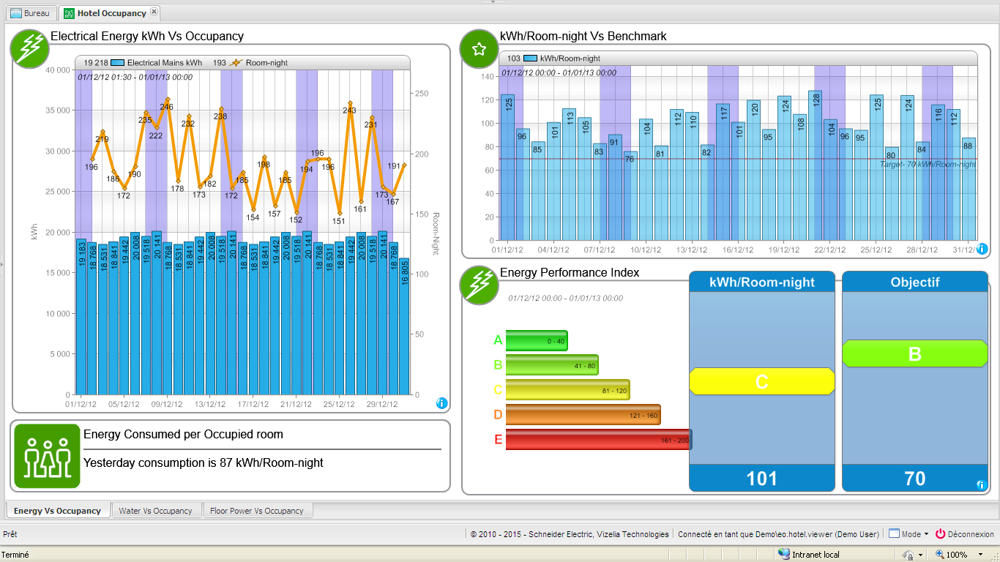 Bureau
Hotel Occupancy
Electrical Energy kWh Vs Occupancy
19 218 Electrical Mains kWh 193 Room-night
01/12/12 01:30 - 01/01/13 00:00
40 000
35 000
30 000
25 000
20 000
15 000
10 000
5 000
0
kWh
250
200
150
100
50
0
Room-Night
196 219 186 172 190 235 222 246 178 232 173 182 238 172 185 154 198 157 185 152 194 196 196 151 243 161 231 173 167 191
19 183 18 768 18 531 18 841 19 442 20 008 19 518 20 141 18 768 18 531 18 841 19 442 20 008 19 518 20 141 18 768 18 531 18 841 19 442 20 008 19 518 20 141 18 768 18 531 18 841 19 442 20 008 19 518 20 141 18 768 16 805
01/12/12 05/12/12 09/12/12 13/12/12 17/12/12 21/12/12 25/12/12 29/12/12
Energy Consumed per Occupied room
Yesterday consumption is 87 kWh/Room-night
kWh/Room-night Vs Benchmark
103 kWh/Room-night
01/12/12 00:00 - 01/01/13 00:00
140
120
100
80
60
40
20
0
125 96 85 101 113 105 83 91 76 104 81 112 110 82 117 101 120 95 124 108 128 104 96 95 125 80 124 84 116 112 88
Target- 70 kWh/Room-night
01/12/12 04/12/12 07/12/12 10/12/12 13/12/12 16/12/12 19/12/12 22/12/12 25/12/12 28/12/12 31/12/
Energy Performance Index
01/12/12 00:00 - 01/01/13 00:00
A 0 - 40
B 41 - 80
C 81 - 120
D 121 - 160
E 161 - 200
kWh/Room-night
C
101
Objectif
B
70
Energy Vs Occupancy
Water Vs Occupancy
Floor Power Vs Occupancy
Prêt
© 2010 - 2015 - Schneider Electric, Vizelia Technologies
Connecté en tant que Demo\eo.hotel.viewer (Demo User)
Mode
Déconnexion
Terminé
Intranet local
100%